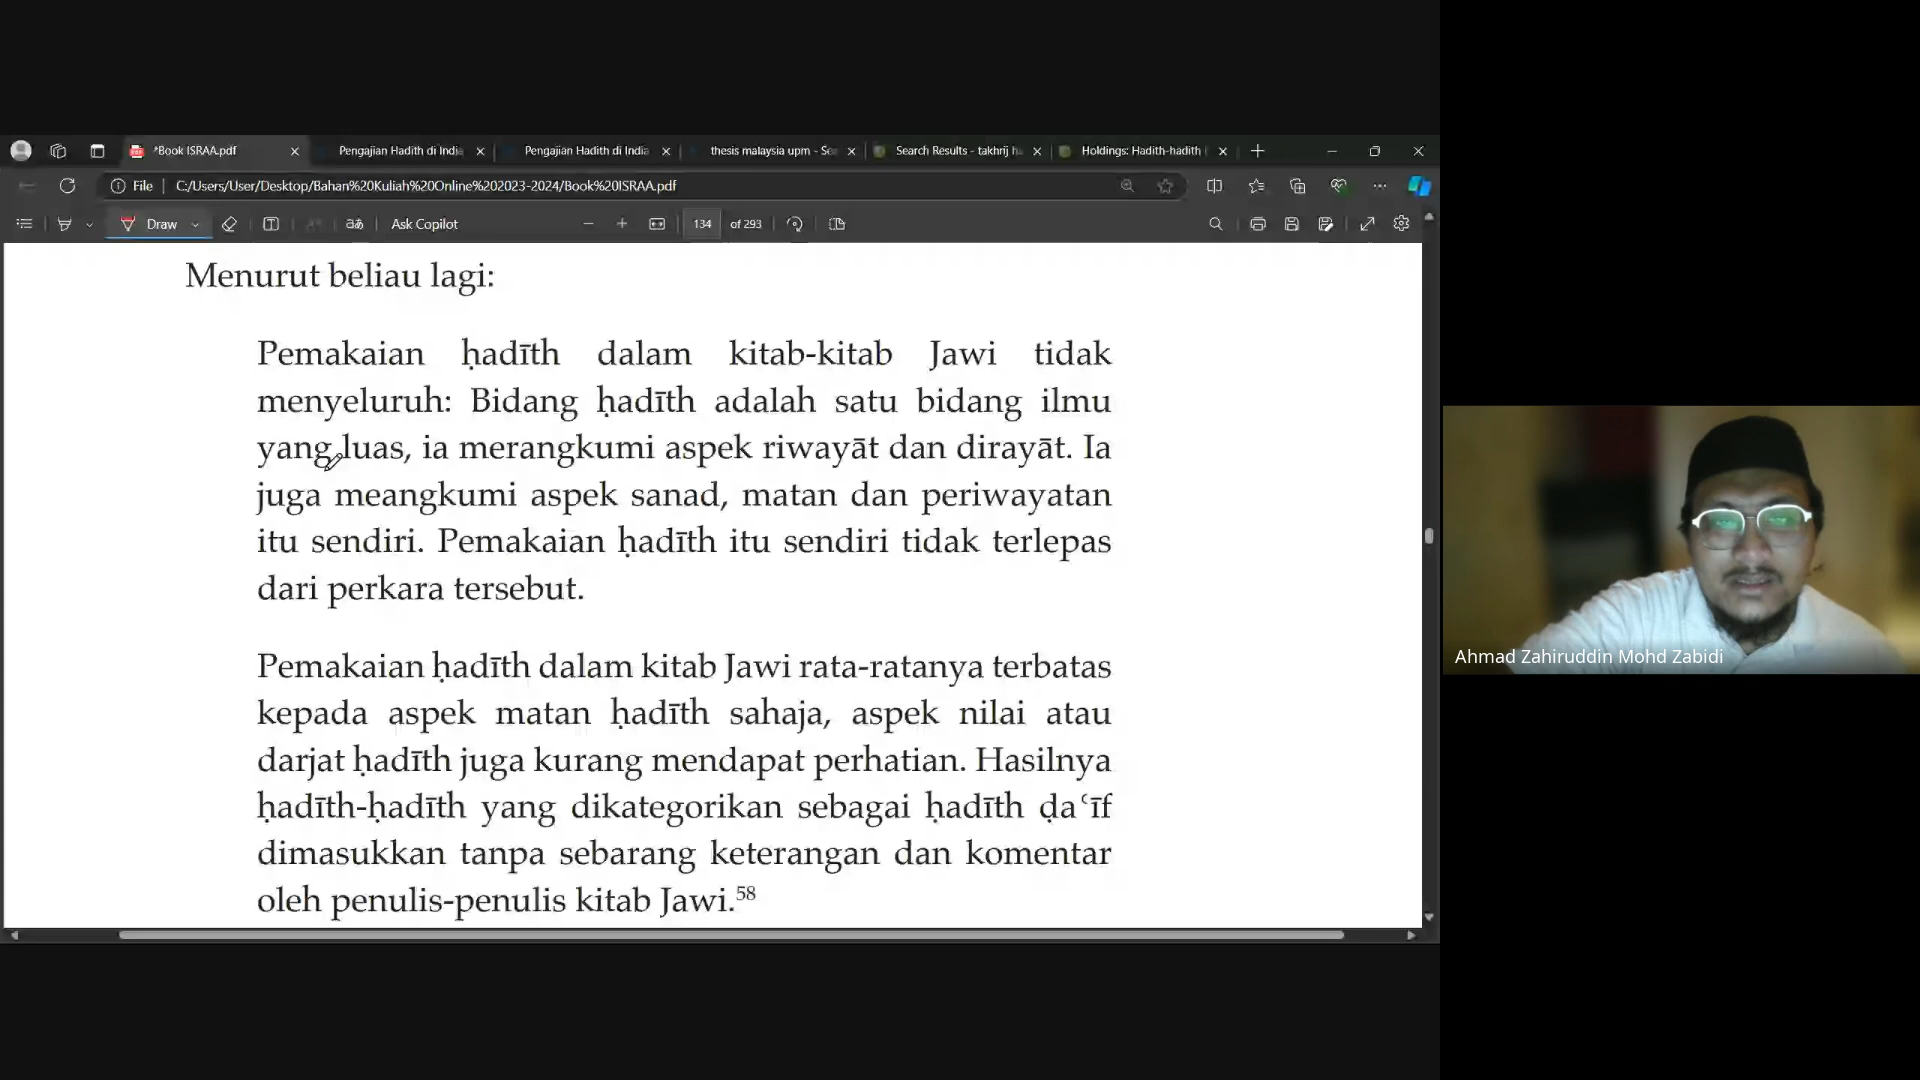 *Book ISRAA.pdf
Pengajian Hadith di India
Pengajian Hadith di India
thesis malaysia upm - Se
Search Results - takhrij h
Holdings: Hadith-hadith
File
C:/Users/User/Desktop/Bahan%20Kuliah%20Online%202023-2024/Book%20ISRAA.pdf
Draw
aあ
Ask Copilot
134
of 293
Menurut beliau lagi:
Pemakaian ḥadīth dalam kitab-kitab Jawi tidak
menyeluruh: Bidang ḥadīth adalah satu bidang ilmu
yang luas, ia merangkumi aspek riwayāt dan dirayāt. Ia
juga meangkumi aspek sanad, matan dan periwayatan
itu sendiri. Pemakaian ḥadīth itu sendiri tidak terlepas
dari perkara tersebut.
Pemakaian ḥadīth dalam kitab Jawi rata-ratanya terbatas
kepada aspek matan ḥadīth sahaja, aspek nilai atau
darjat ḥadīth juga kurang mendapat perhatian. Hasilnya
ḥadīth-ḥadīth yang dikategorikan sebagai ḥadīth ḍaʿīf
dimasukkan tanpa sebarang keterangan dan komentar
oleh penulis-penulis kitab Jawi.⁵⁸
Ahmad Zahiruddin Mohd Zabidi